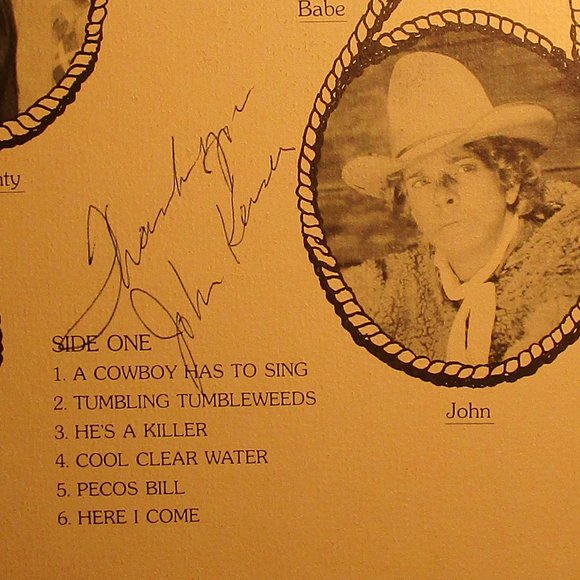 Babe
nty
Thank you
John
SIDE ONE
1. A COWBOY HAS TO SING
2. TUMBLING TUMBLEWEEDS
3. HE'S A KILLER
4. COOL CLEAR WATER
5. PECOS BILL
6. HERE I COME
John